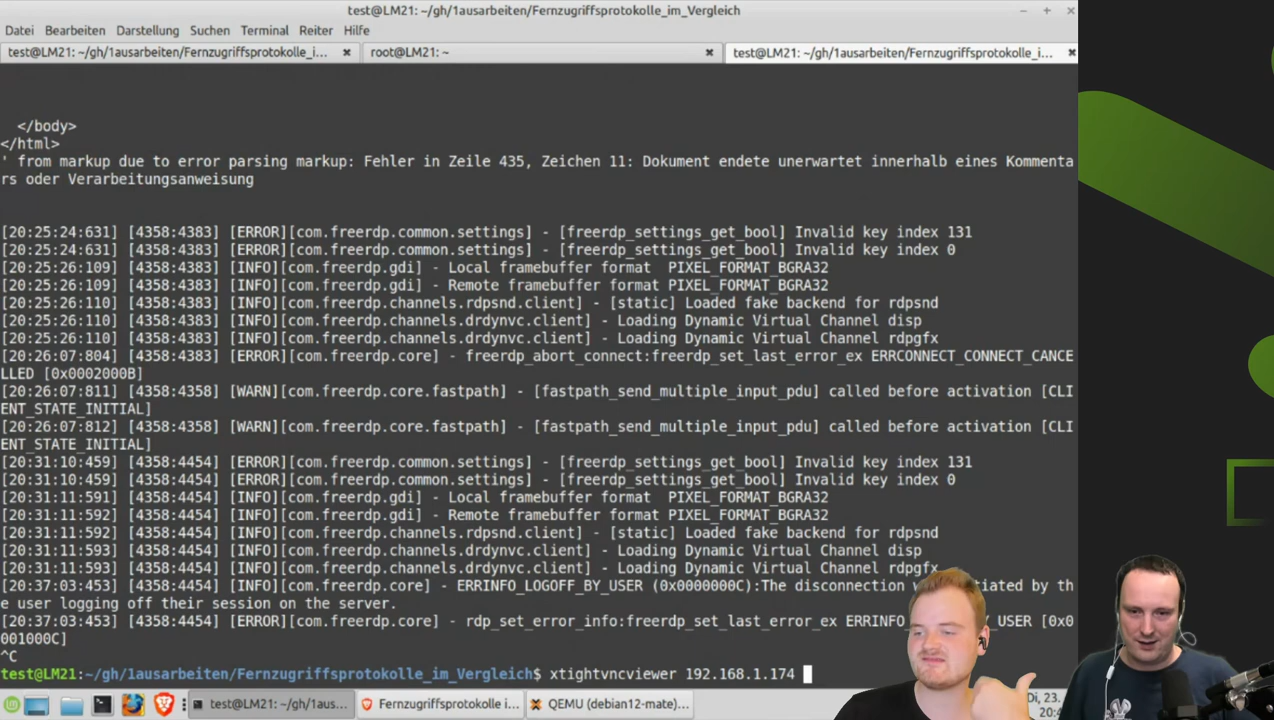 test@LM21: ~/gh/1ausarbeiten/Fernzugriffsprotokolle_im_Vergleich
Datei Bearbeiten Darstellung Suchen Terminal Reiter Hilfe
test@LM21: ~/gh/1ausarbeiten/Fernzugriffsprotokolle_i... root@LM21: ~ test@LM21: ~/gh/1ausarbeiten/Fernzugriffsprotokolle_i...
</body>
</html>
' from markup due to error parsing markup: Fehler in Zeile 435, Zeichen 11: Dokument endete unerwartet innerhalb eines Kommenta
rs oder Verarbeitungsanweisung
[20:25:24:631] [4358:4383] [ERROR][com.freerdp.common.settings] - [freerdp_settings_get_bool] Invalid key index 131
[20:25:24:631] [4358:4383] [ERROR][com.freerdp.common.settings] - [freerdp_settings_get_bool] Invalid key index 0
[20:25:26:109] [4358:4383] [INFO][com.freerdp.gdi] - Local framebuffer format  PIXEL_FORMAT_BGRA32
[20:25:26:109] [4358:4383] [INFO][com.freerdp.gdi] - Remote framebuffer format PIXEL_FORMAT_BGRA32
[20:25:26:110] [4358:4383] [INFO][com.freerdp.channels.rdpsnd.client] - [static] Loaded fake backend for rdpsnd
[20:25:26:110] [4358:4383] [INFO][com.freerdp.channels.drdynvc.client] - Loading Dynamic Virtual Channel disp
[20:25:26:110] [4358:4383] [INFO][com.freerdp.channels.drdynvc.client] - Loading Dynamic Virtual Channel rdpgfx
[20:26:07:804] [4358:4383] [ERROR][com.freerdp.core] - freerdp_abort_connect:freerdp_set_last_error_ex ERRCONNECT_CONNECT_CANCE
LLED [0x0002000B]
[20:26:07:811] [4358:4358] [WARN][com.freerdp.core.fastpath] - [fastpath_send_multiple_input_pdu] called before activation [CLI
ENT_STATE_INITIAL]
[20:26:07:812] [4358:4358] [WARN][com.freerdp.core.fastpath] - [fastpath_send_multiple_input_pdu] called before activation [CLI
ENT_STATE_INITIAL]
[20:31:10:459] [4358:4454] [ERROR][com.freerdp.common.settings] - [freerdp_settings_get_bool] Invalid key index 131
[20:31:10:459] [4358:4454] [ERROR][com.freerdp.common.settings] - [freerdp_settings_get_bool] Invalid key index 0
[20:31:11:591] [4358:4454] [INFO][com.freerdp.gdi] - Local framebuffer format  PIXEL_FORMAT_BGRA32
[20:31:11:592] [4358:4454] [INFO][com.freerdp.gdi] - Remote framebuffer format PIXEL_FORMAT_BGRA32
[20:31:11:592] [4358:4454] [INFO][com.freerdp.channels.rdpsnd.client] - [static] Loaded fake backend for rdpsnd
[20:31:11:593] [4358:4454] [INFO][com.freerdp.channels.drdynvc.client] - Loading Dynamic Virtual Channel disp
[20:31:11:593] [4358:4454] [INFO][com.freerdp.channels.drdynvc.client] - Loading Dynamic Virtual Channel rdpgfx
[20:37:03:453] [4358:4454] [ERROR][com.freerdp.core] - ERRINFO_LOGOFF_BY_USER (0x0000000C):The disconnection by th
e user logging off their session on the server.
[20:37:03:453] [4358:4454] [ERROR][com.freerdp.core] - rdp_set_error_info:freerdp_set_last_error_ex ERRINFO _USER [0x0
001000C]
^C
test@LM21:~/gh/1ausarbeiten/Fernzugriffsprotokolle_im_Vergleich$ xtightvncviewer 192.168.1.174
test@LM21: ~/gh/1aus... Fernzugriffsprotokolle i... QEMU (debian12-mate)... Di, 23.